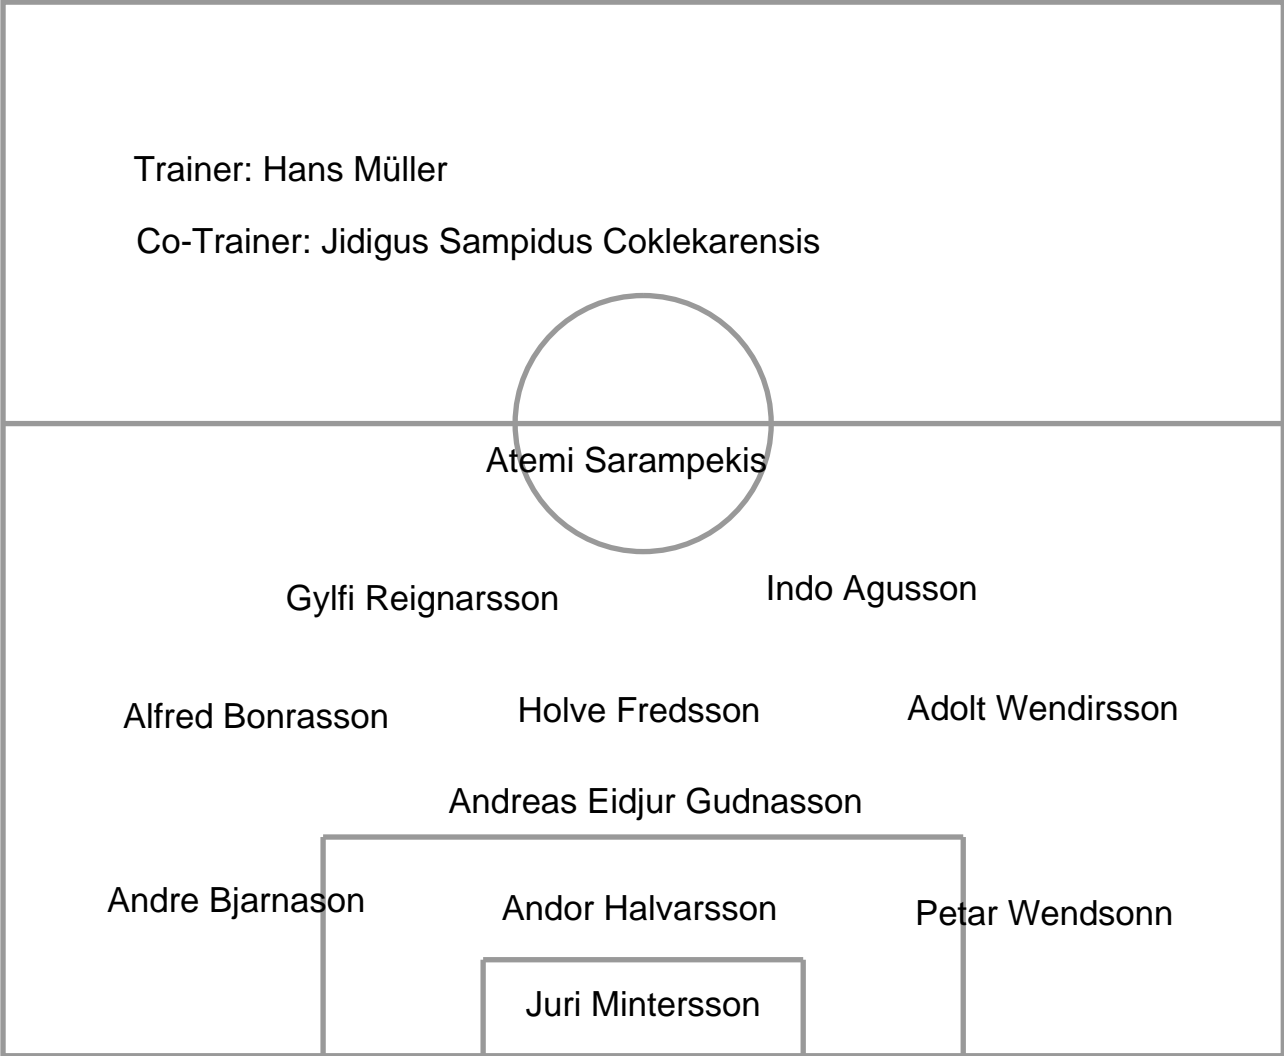 Trainer: Hans Müller
Co-Trainer: Jidigus Sampidus Coklekarensis
Atemi Sarampekis
Gylfi Reignarsson
Indo Agusson
Alfred Bonrasson
Holve Fredsson
Adolt Wendirsson
Andreas Eidjur Gudnasson
Andre Bjarnason
Andor Halvarsson
Petar Wendsonn
Juri Mintersson